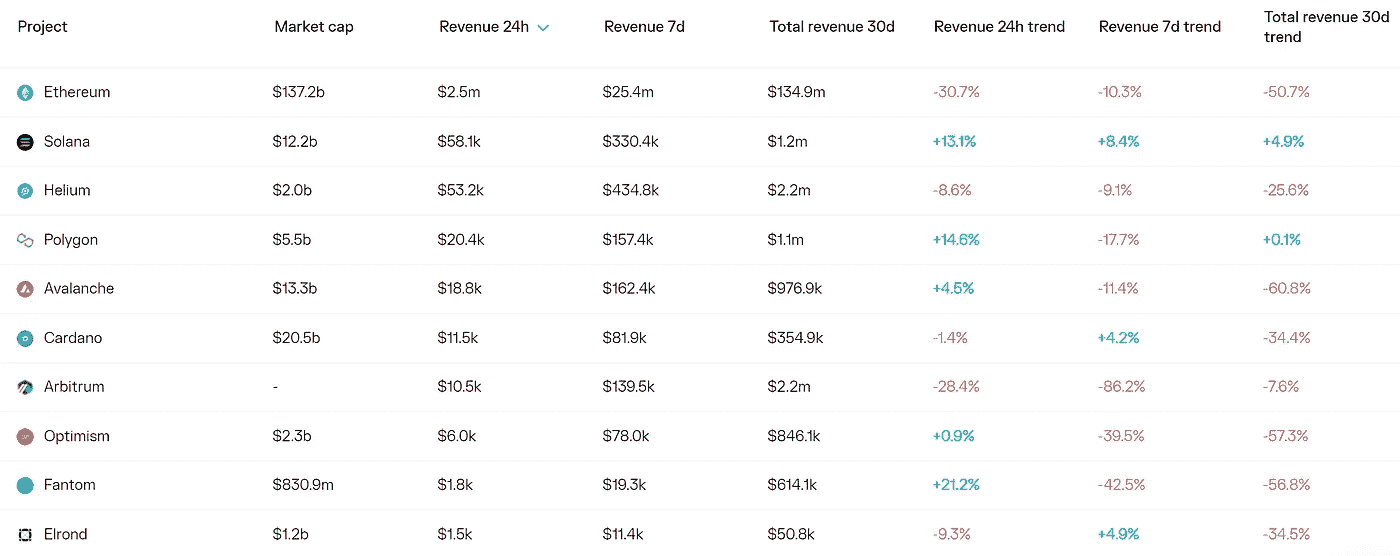 Project Market cap Revenue 24h Revenue 7d Total revenue 30d Revenue 24h trend Revenue 7d trend Total revenue 30d trend
Ethereum $137.2b $2.5m $25.4m $134.9m -30.7% -10.3% -50.7%
Solana $12.2b $58.1k $330.4k $1.2m +13.1% +8.4% +4.9%
Helium $2.0b $53.2k $434.8k $2.2m -8.6% -9.1% -25.6%
Polygon $5.5b $20.4k $157.4k $1.1m +14.6% -17.7% +0.1%
Avalanche $13.3b $18.8k $162.4k $976.9k +4.5% -11.4% -60.8%
Cardano $20.5b $11.5k $81.9k $354.9k -1.4% +4.2% -34.4%
Arbitrum - $10.5k $139.5k $2.2m -28.4% -86.2% -7.6%
Optimism $2.3b $6.0k $78.0k $846.1k +0.9% -39.5% -57.3%
Fantom $830.9m $1.8k $19.3k $614.1k +21.2% -42.5% -56.8%
Elrond $1.2b $1.5k $11.4k $50.8k -9.3% +4.9% -34.5%